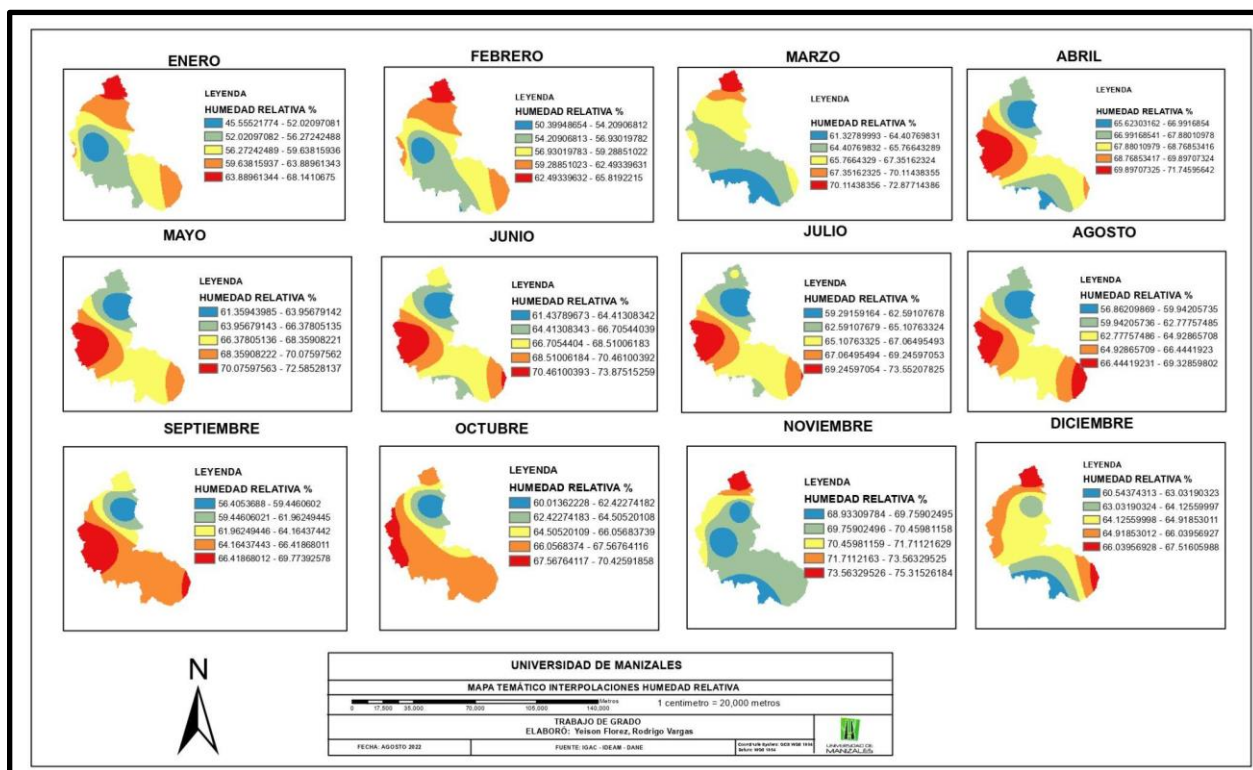 ENERO
LEYENDA
HUMEDAD RELATIVA %
45.55521774 - 52.02097081
52.02097082 - 56.27242488
56.27242489 - 59.63815936
59.63815937 - 63.88961343
63.88961344 - 68.1410675
FEBRERO
LEYENDA
HUMEDAD RELATIVA %
50.39948654 - 54.20906812
54.20906813 - 56.93019782
56.93019783 - 59.28851022
59.28851023 - 62.49339631
62.49339632 - 65.8192215
MARZO
LEYENDA
HUMEDAD RELATIVA %
61.32789993 - 64.40769831
64.40769832 - 65.76643289
65.7664329 - 67.35162324
67.35162325 - 70.11438355
70.11438356 - 72.87714386
ABRIL
LEYENDA
HUMEDAD RELATIVA %
65.62303162 - 66.9916854
66.99168541 - 67.88010978
67.88010979 - 68.76853416
68.76853417 - 69.89707324
69.89707325 - 71.74595642
MAYO
LEYENDA
HUMEDAD RELATIVA %
61.35943985 - 63.95679142
63.95679143 - 66.37805135
66.37805136 - 68.35908221
68.35908222 - 70.07597562
70.07597563 - 72.58528137
JUNIO
LEYENDA
HUMEDAD RELATIVA %
61.43789673 - 64.41308342
64.41308343 - 66.70544039
66.7054404 - 68.51006183
68.51006184 - 70.46100392
70.46100393 - 73.87515259
JULIO
LEYENDA
HUMEDAD RELATIVA %
59.29159164 - 62.59107678
62.59107679 - 65.10763324
65.10763325 - 67.06495493
67.06495494 - 69.24597053
69.24597054 - 73.55207825
AGOSTO
LEYENDA
HUMEDAD RELATIVA %
56.86209869 - 59.94205735
59.94205736 - 62.77757485
62.77757486 - 64.92865708
64.92865709 - 66.4441923
66.44419231 - 69.32859802
SEPTIEMBRE
LEYENDA
HUMEDAD RELATIVA %
56.4053688 - 59.4460602
59.44606021 - 61.96249445
61.96249446 - 64.16437442
64.16437443 - 66.41868011
66.41868012 - 69.77392578
OCTUBRE
LEYENDA
HUMEDAD RELATIVA %
60.01362228 - 62.42274182
62.42274183 - 64.50520108
64.50520109 - 66.05683739
66.0568374 - 67.56764116
67.56764117 - 70.42591858
NOVIEMBRE
LEYENDA
HUMEDAD RELATIVA %
68.93309784 - 69.75902495
69.75902496 - 70.45981158
70.45981159 - 71.71121629
71.7112163 - 73.56329525
73.56329526 - 75.31526184
DICIEMBRE
LEYENDA
HUMEDAD RELATIVA %
60.54374313 - 63.03190323
63.03190324 - 64.12559997
64.12559998 - 64.91853011
64.91853012 - 66.03956927
66.03956928 - 67.51605988
N
UNIVERSIDAD DE MANIZALES
MAPA TEMÁTICO INTERPOLACIONES HUMEDAD RELATIVA
Metros
0 17,500 35,000 70,000 105,000 140,000
1 centimetro = 20,000 metros
TRABAJO DE GRADO
ELABORÓ: Yeison Florez, Rodrigo Vargas
FECHA: AGOSTO 2022
FUENTE: IGAC - IDEAM - DANE
Coordinate System: GCS WGS 1984
Datum: WGS 1984
UNIVERSIDAD DE
MANIZALES